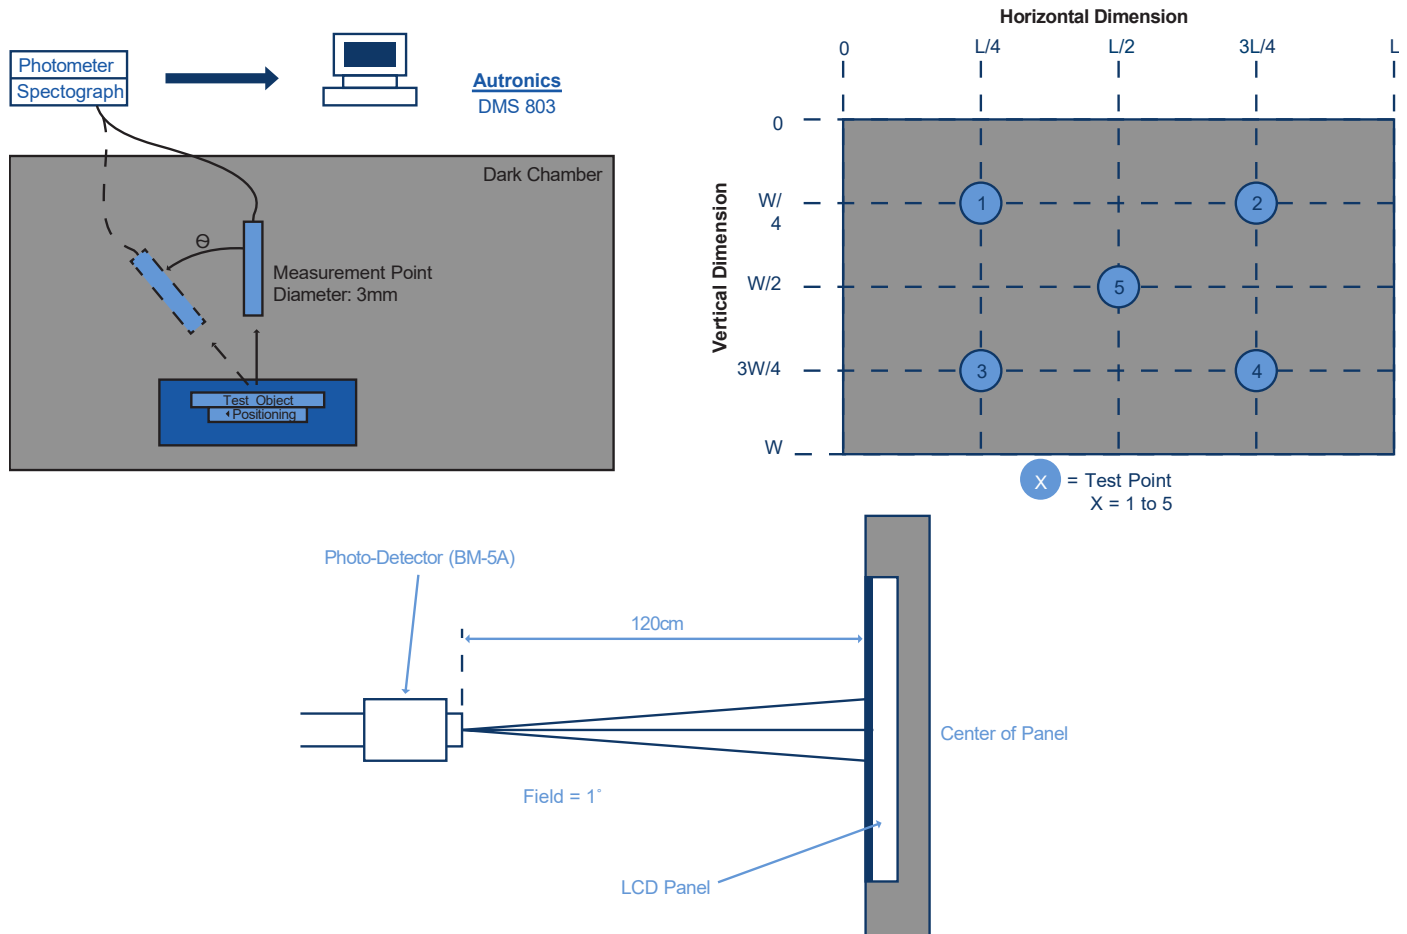 Photometer
Spectograph
Autronics
DMS 803
Dark Chamber
Ө
Measurement Point
Diameter: 3mm
Test Object
Positioning
Horizontal Dimension
0
L/4
L/2
3L/4
L
Vertical Dimension
0
W/
4
W/2
3W/4
W
1
2
5
3
4
X = Test Point
X = 1 to 5
Photo-Detector (BM-5A)
120cm
Center of Panel
Field = 1°
LCD Panel